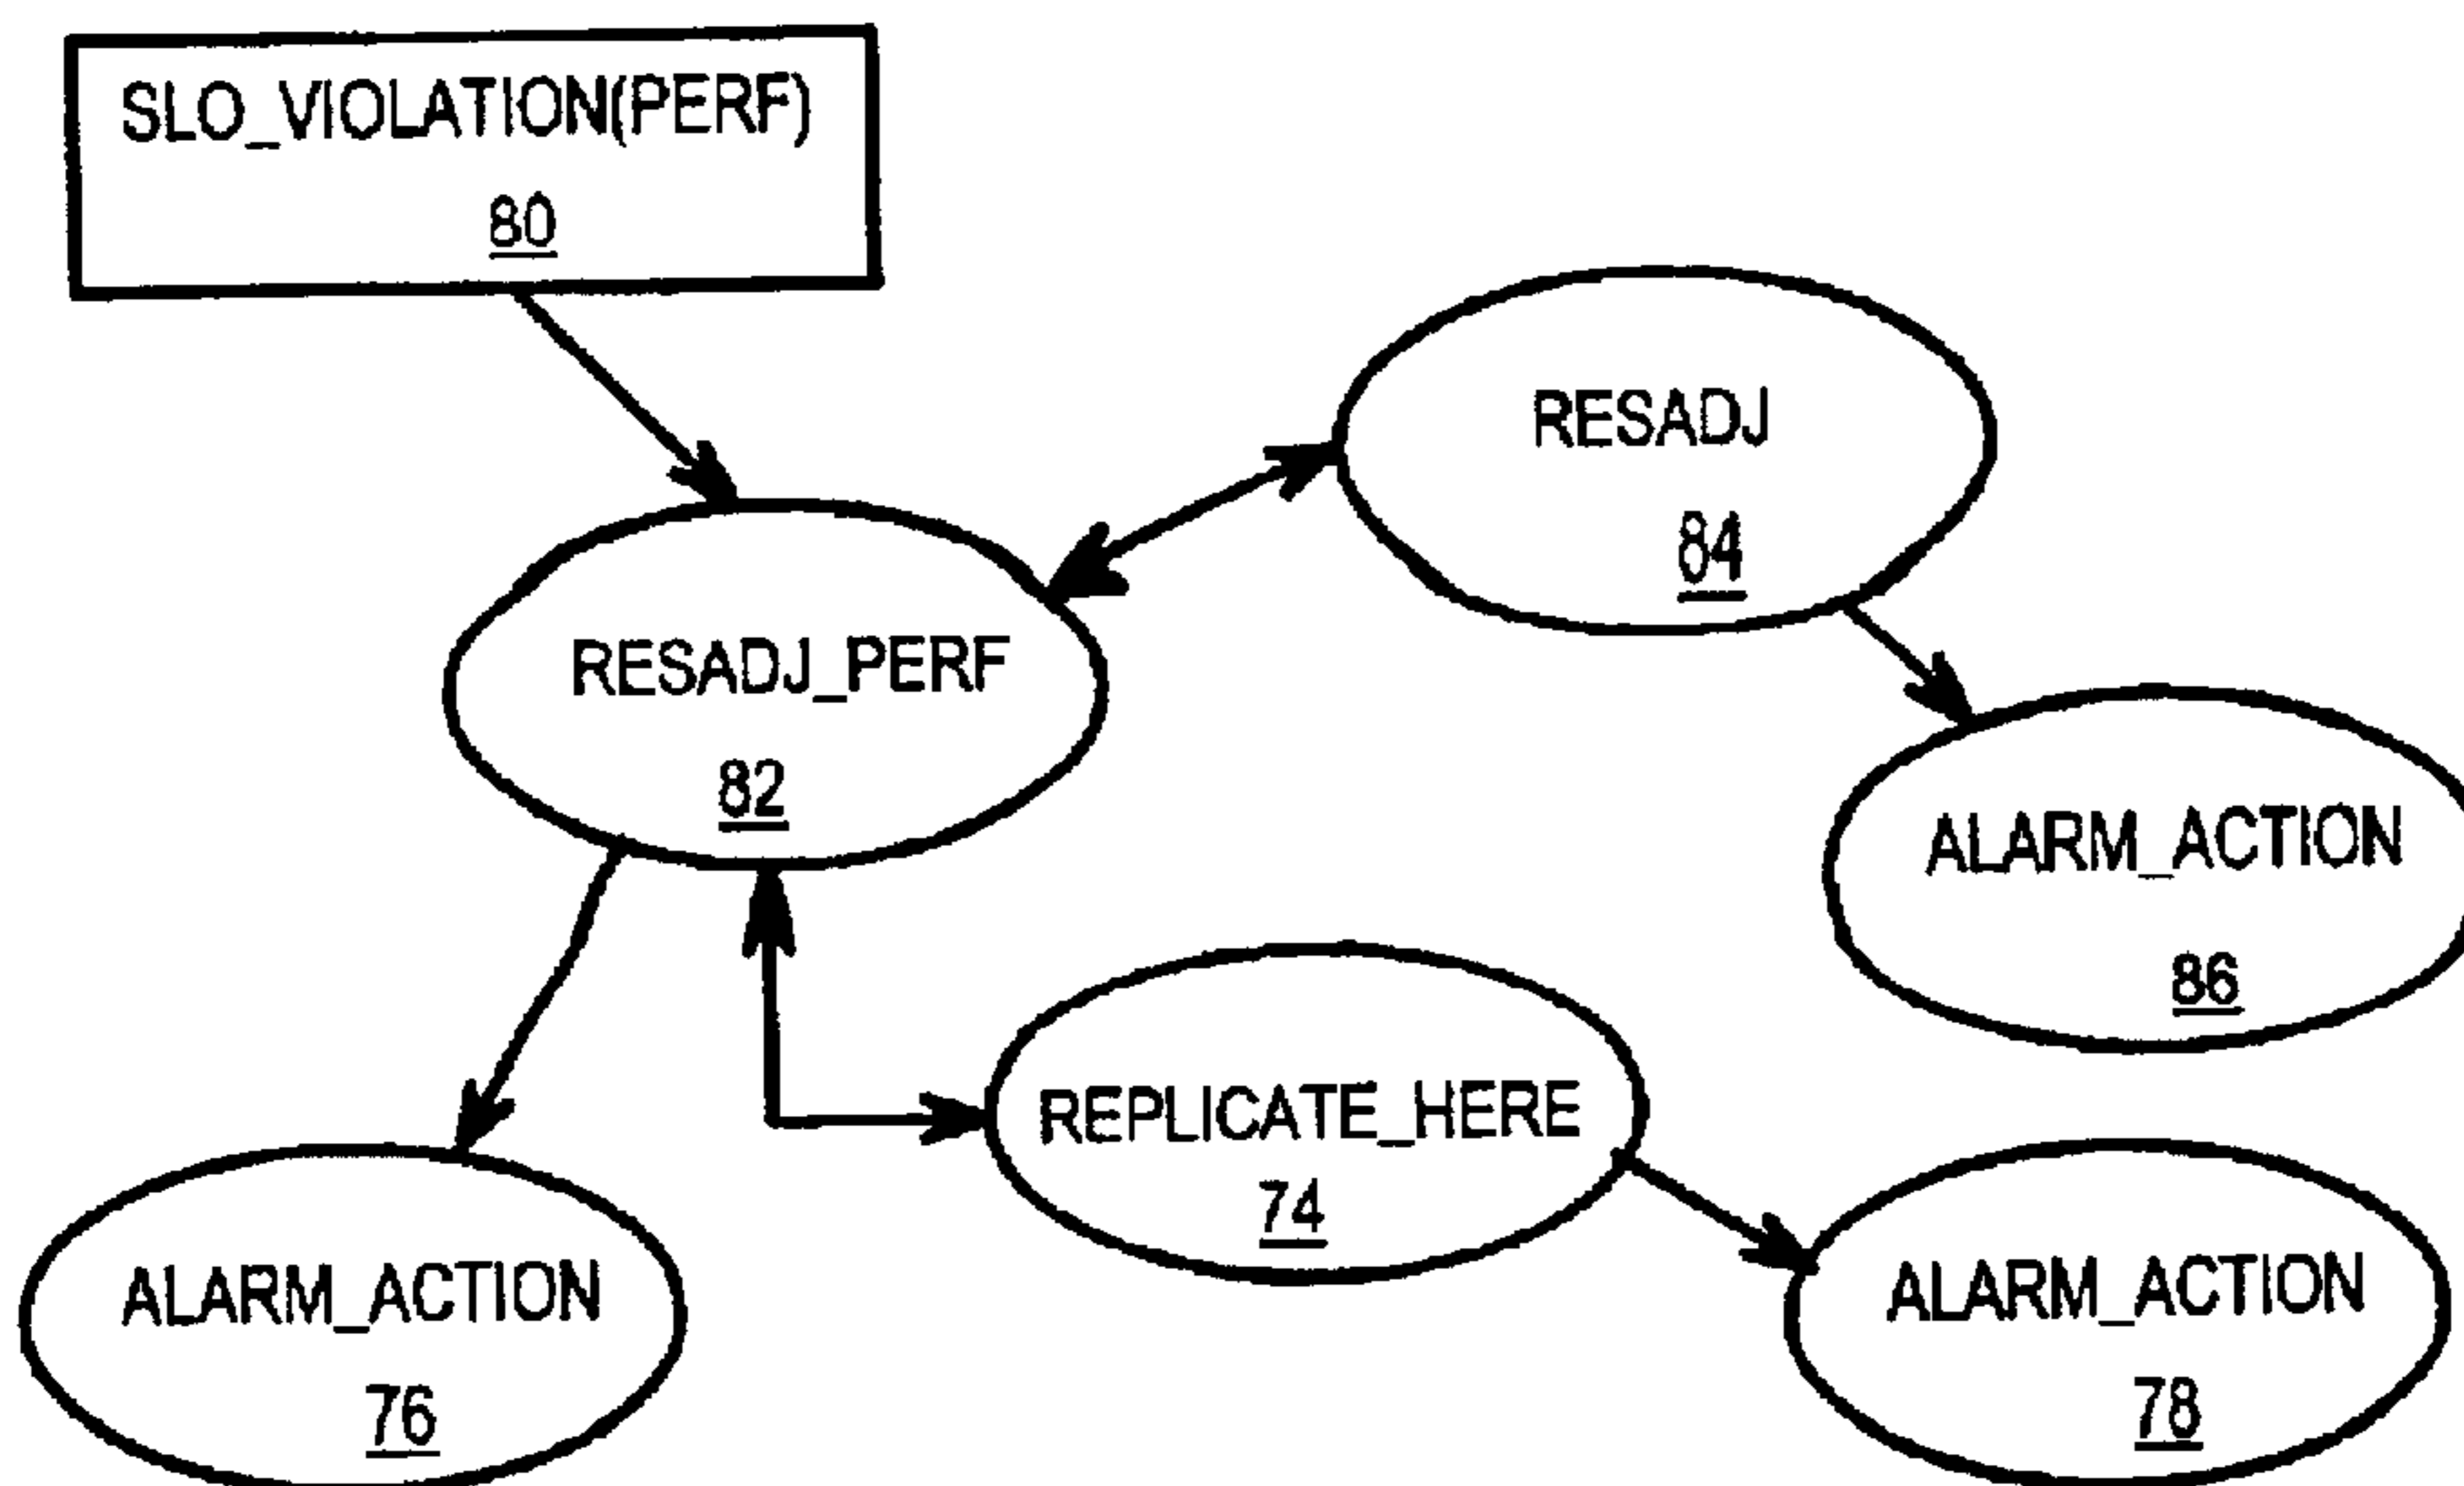 SLO_VIOLATION(PERF)
80
RESADJ
84
RESADJ_PERF
82
ALARM_ACTION
86
REPLICATE_HERE
74
ALARM_ACTION
76
ALARM_ACTION
78